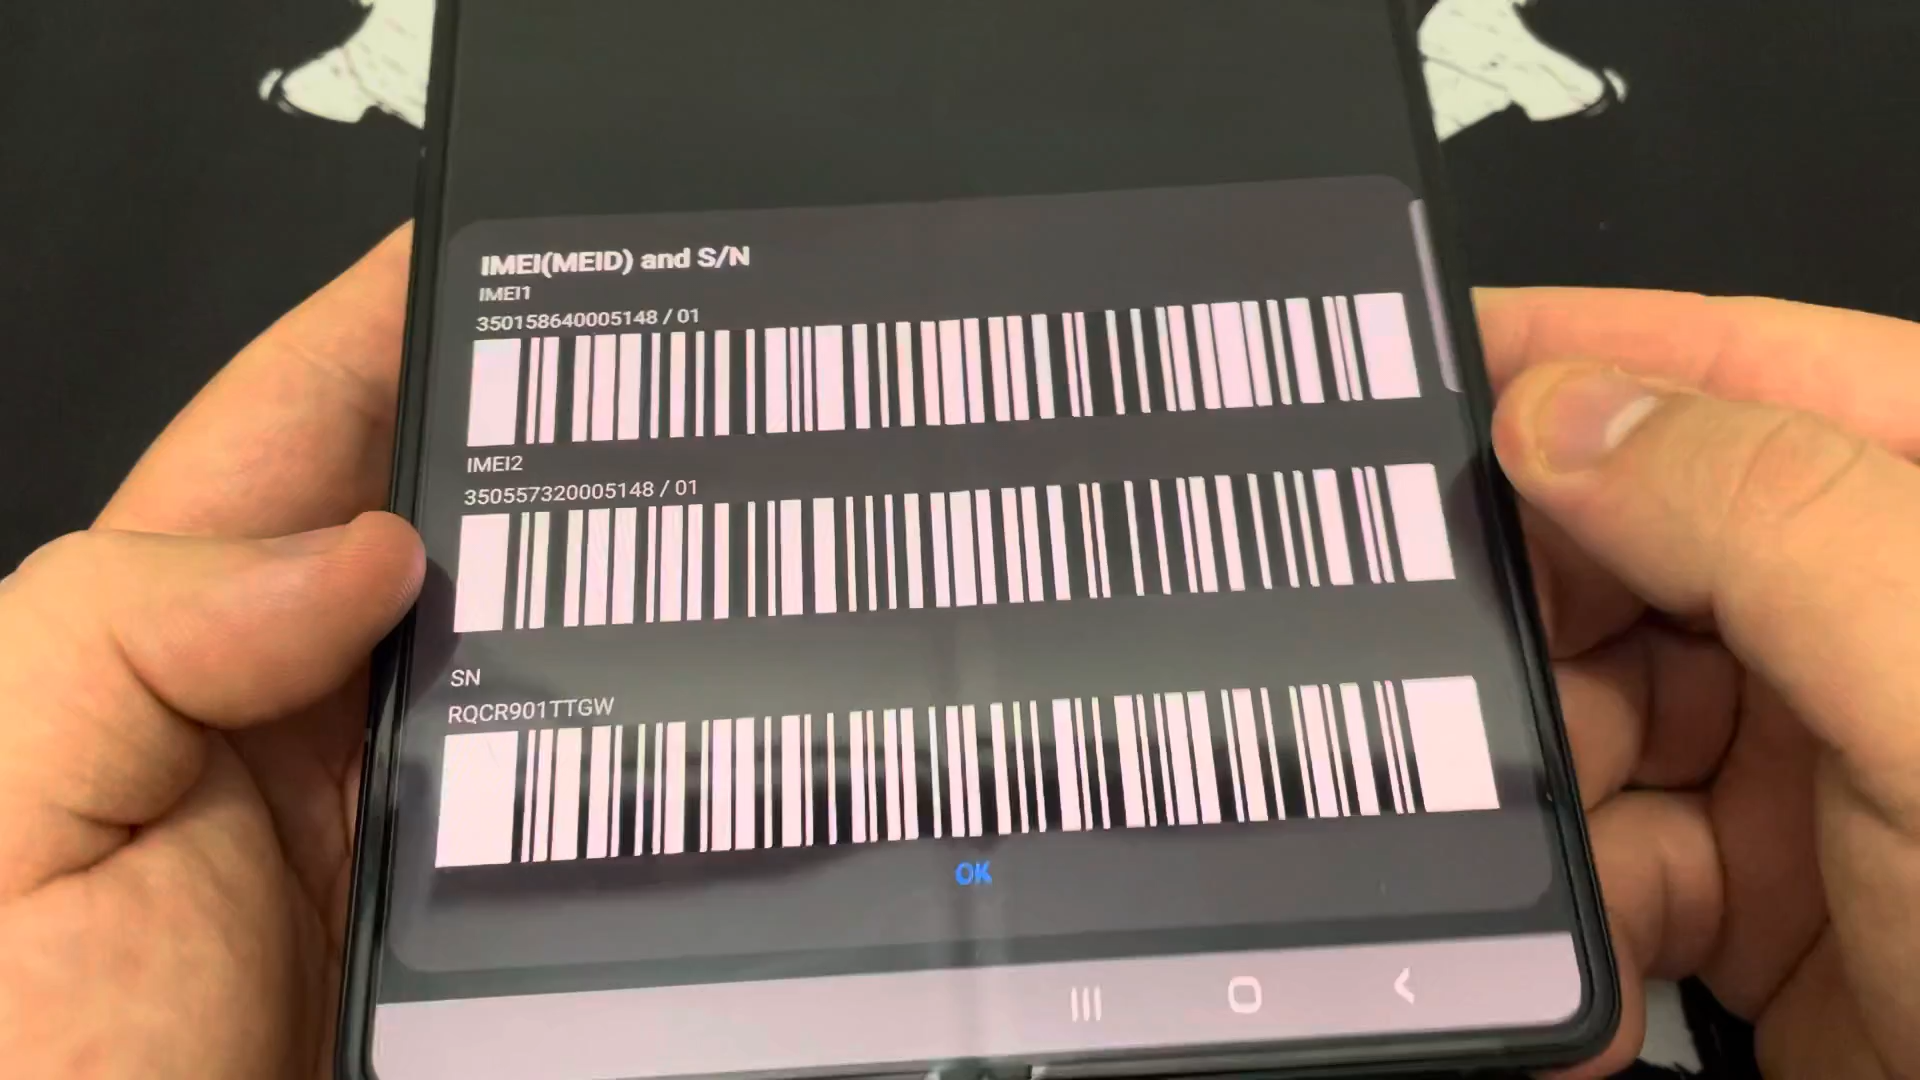 IMEI(MEID) and S/N
IMEI1
350158640005148 / 01
IMEI2
350557320005148 / 01
SN
RQCR901TTGW
OK